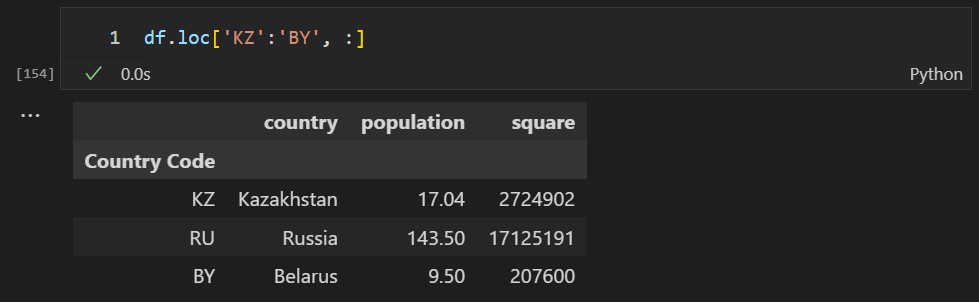 1 df.loc['KZ':'BY', :]
[154] ✓ 0.0s Python
...
country population square
Country Code
KZ Kazakhstan 17.04 2724902
RU Russia 143.50 17125191
BY Belarus 9.50 207600